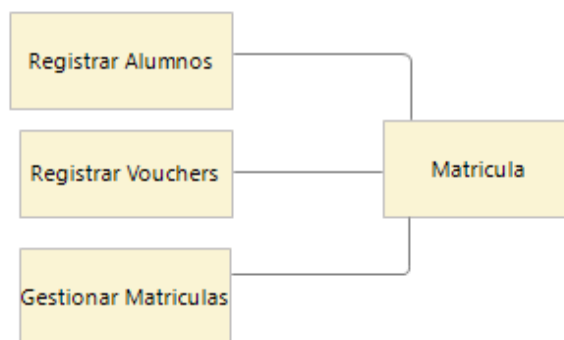 Registrar Alumnos
Registrar Vouchers
Matricula
Gestionar Matriculas